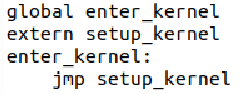 global enter_kernel
extern setup_kernel
enter_kernel:
    jmp setup_kernel